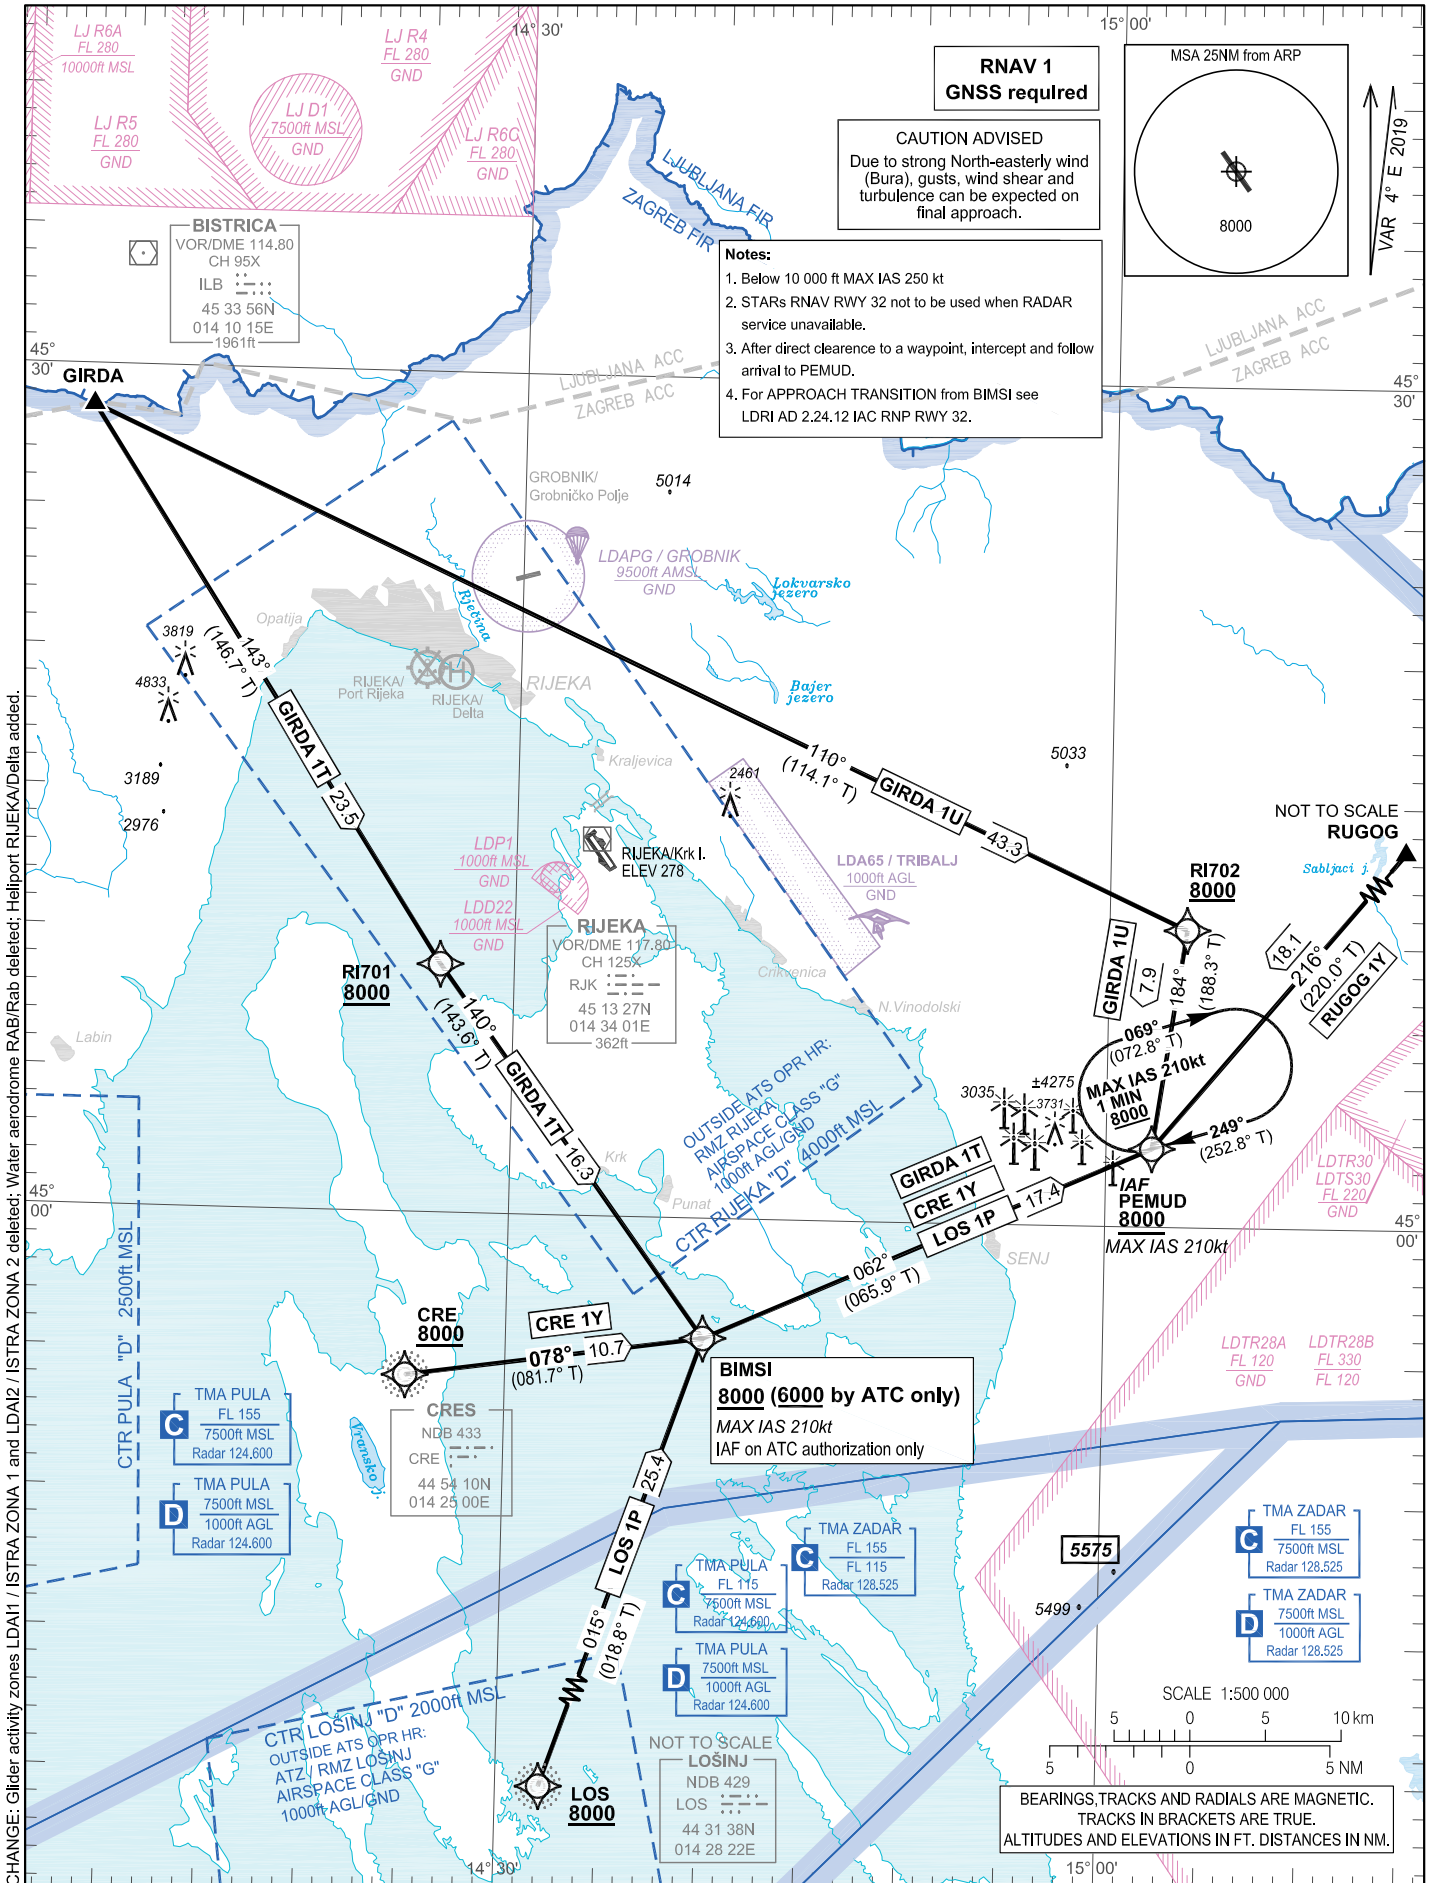 14° 30'
15° 00'
LJ R6A
FL 280
10000ft MSL
LJ R4
FL 280
GND
LJ R5
FL 280
GND
LJ D1
7500ft MSL
GND
LJ R6C
FL 280
GND
RNAV 1
GNSS required
CAUTION ADVISED
Due to strong North-easterly wind
(Bura), gusts, wind shear and
turbulence can be expected on
final approach.
MSA 25NM from ARP
8000
VAR 4° E 2019
LJUBLJANA FIR
ZAGREB FIR
BISTRICA
VOR/DME 114.80
CH 95X
ILB
45 33 56N
014 10 15E
1961ft
Notes:
1. Below 10 000 ft MAX IAS 250 kt
2. STARs RNAV RWY 32 not to be used when RADAR
service unavailable.
3. After direct clearence to a waypoint, intercept and follow
arrival to PEMUD.
4. For APPROACH TRANSITION from BIMSI see
LDRI AD 2.24.12 IAC RNP RWY 32.
45°
30'
45°
30'
GIRDA
LJUBLJANA ACC
ZAGREB ACC
LJUBLJANA ACC
ZAGREB ACC
GROBNIK/
Grobničko Polje
5014
LDAPG / GROBNIK
9500ft AMSL
GND
Lokvarsko
jezero
Bajer
jezero
Rječina
Opatija
3819
4833
3189
2976
143°
(146.7° T)
GIRDA 1T
23.5
RIJEKA/
Port Rijeka
RIJEKA/
Delta
RIJEKA
Kraljevica
2461
110°
(114.1° T)
GIRDA 1U
43.3
5033
NOT TO SCALE
RUGOG
Sabljaci j.
RI702
8000
LDP1
1000ft MSL
GND
LDD22
1000ft MSL
GND
RIJEKA/Krk I.
ELEV 278
LDA65 / TRIBALJ
1000ft AGL
GND
RIJEKA
VOR/DME 117.80
CH 125X
RJK
45 13 27N
014 34 01E
362ft
Crikvenica
N.Vinodolski
RI701
8000
140°
(143.6° T)
GIRDA 1T
16.3
Labin
GIRDA 1U
7.9
184°
(188.3° T)
18.1
216°
(220.0° T)
RUGOG 1Y
069°
(072.8° T)
MAX IAS 210kt
1 MIN
8000
249°
(252.8° T)
3035
±4275
3731
OUTSIDE ATS OPR HR:
RMZ RIJEKA
AIRSPACE CLASS "G"
1000ft AGL/GND
CTR RIJEKA "D" 4000ft MSL
Krk
Punat
IAF
PEMUD
8000
MAX IAS 210kt
LDTR30
LDTS30
FL 220
GND
GIRDA 1T
CRE 1Y
LOS 1P
17.4
062°
(065.9° T)
SENJ
45°
00'
45°
00'
CTR PULA "D" 2500ft MSL
CRE
8000
CRE 1Y
078°
10.7
(081.7° T)
BIMSI
8000 (6000 by ATC only)
MAX IAS 210kt
IAF on ATC authorization only
LDTR28A
FL 120
GND
LDTR28B
FL 330
FL 120
TMA PULA
C
FL 155
7500ft MSL
Radar 124.600
TMA PULA
D
7500ft MSL
1000ft AGL
Radar 124.600
Vransko j.
CRES
NDB 433
CRE
44 54 10N
014 25 00E
25.4
LOS 1P
015°
(018.8° T)
TMA PULA
C
FL 115
7500ft MSL
Radar 124.600
TMA PULA
D
7500ft MSL
1000ft AGL
Radar 124.600
TMA ZADAR
C
FL 155
FL 115
Radar 128.525
5575
5499
TMA ZADAR
C
FL 155
7500ft MSL
Radar 128.525
TMA ZADAR
D
7500ft MSL
1000ft AGL
Radar 128.525
CTR LOŠINJ "D" 2000ft MSL
OUTSIDE ATS OPR HR:
ATZ / RMZ LOŠINJ
AIRSPACE CLASS "G"
1000ft AGL/GND
LOS
8000
NOT TO SCALE
LOŠINJ
NDB 429
LOS
44 31 38N
014 28 22E
SCALE 1:500 000
5 0 5 10 km
5 0 5 NM
BEARINGS,TRACKS AND RADIALS ARE MAGNETIC.
TRACKS IN BRACKETS ARE TRUE.
ALTITUDES AND ELEVATIONS IN FT. DISTANCES IN NM.
14° 30'
15° 00'
CHANGE: Glider activity zones LDAI1 / ISTRA ZONA 1 and LDAI2 / ISTRA ZONA 2 deleted; Water aerodrome RAB/Rab deleted; Heliport RIJEKA/Delta added.